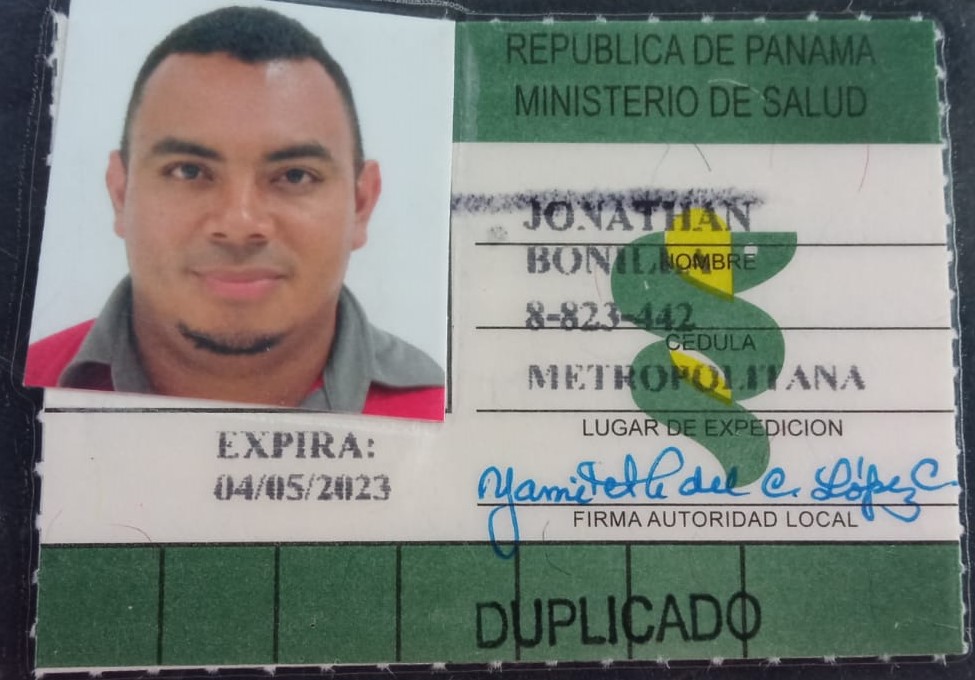 REPUBLICA DE PANAMA
MINISTERIO DE SALUD
JONATHAN
BONILLA
NOMBRE
8-823-442
CEDULA
METROPOLITANA
LUGAR DE EXPEDICION
EXPIRA:
04/05/2023
del C. López C.
FIRMA AUTORIDAD LOCAL
DUPLICADO